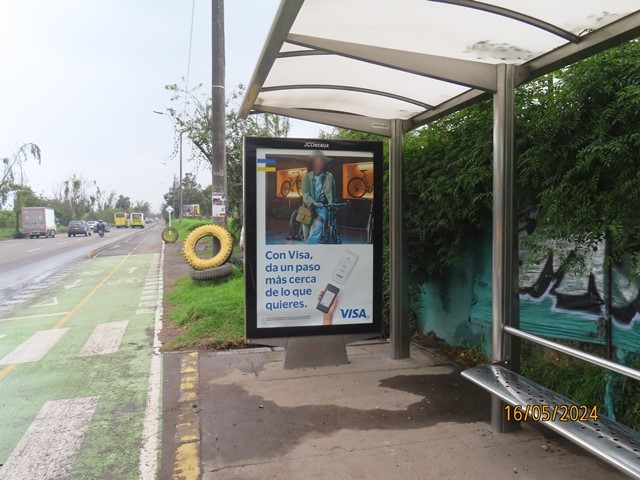 JCDecaux
Con Visa,
da un paso
más cerca
de lo que
quieres.
VISA
16/05/2024